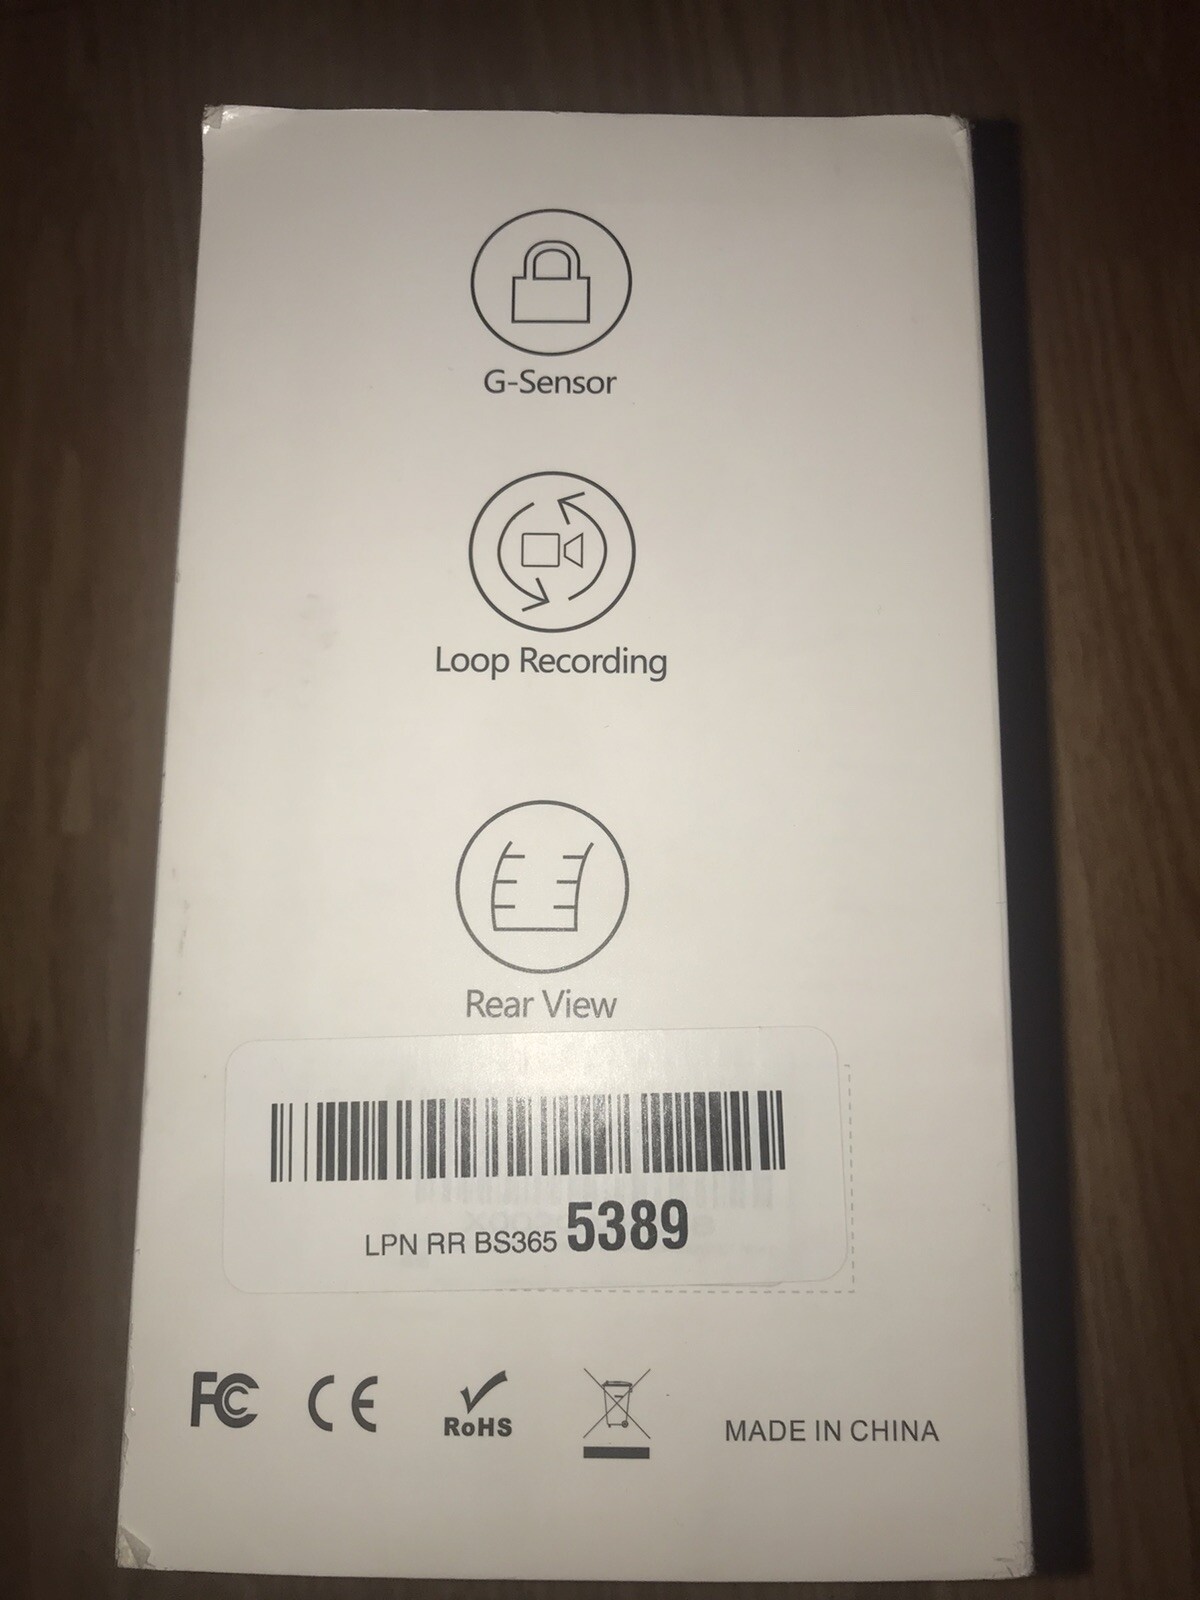 G-Sensor
Loop Recording
Rear View
LPN RR BS365 5389
FC CE RoHS MADE IN CHINA